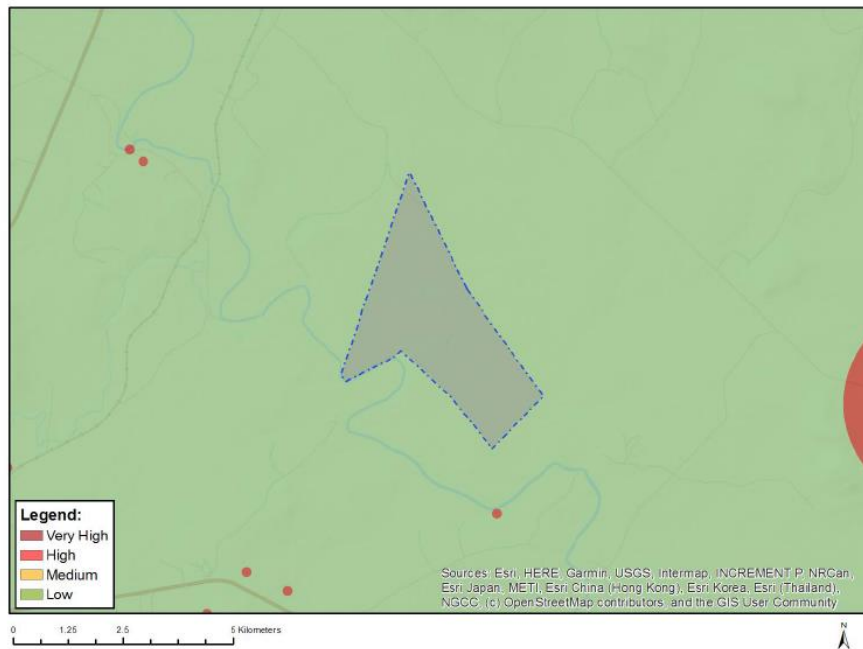 Legend:
Very High
High
Medium
Low
Sources: Esri, HERE, Garmin, USGS, Intermap, INCREMENT P, NRCan,
Esri Japan, METI, Esri China (Hong Kong), Esri Korea, Esri (Thailand),
NGCC, (c) OpenStreetMap contributors, and the GIS User Community
0 1.25 2.5 5 Kilometers
N